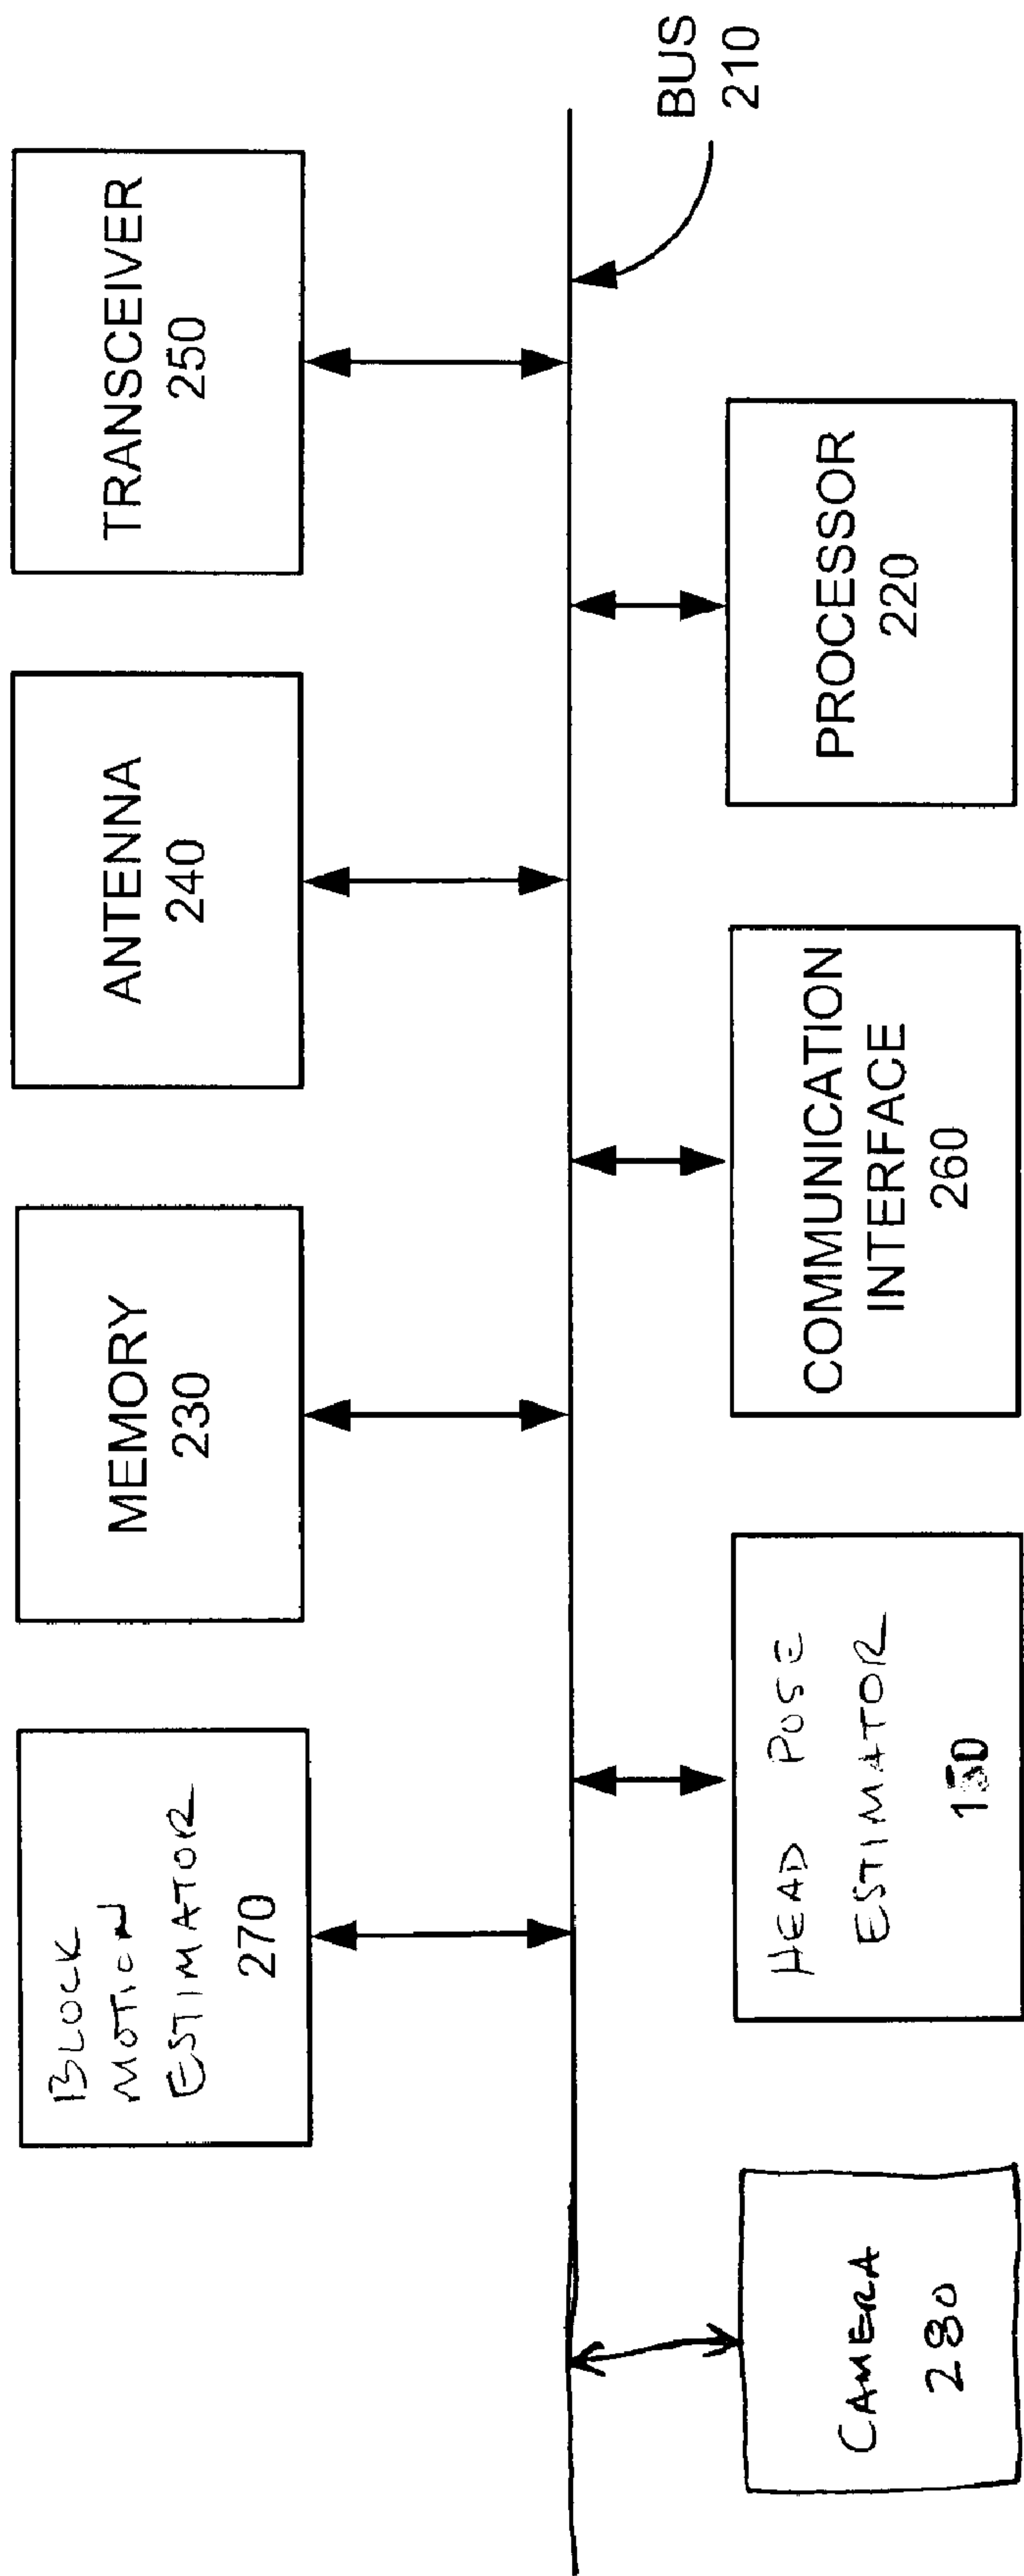 BLOCK
MOTION
ESTIMATOR
270
MEMORY
230
ANTENNA
240
TRANSCEIVER
250
BUS
210
CAMERA
280
HEAD POSE
ESTIMATOR
COMMUNICATION
INTERFACE
260
PROCESSOR
220